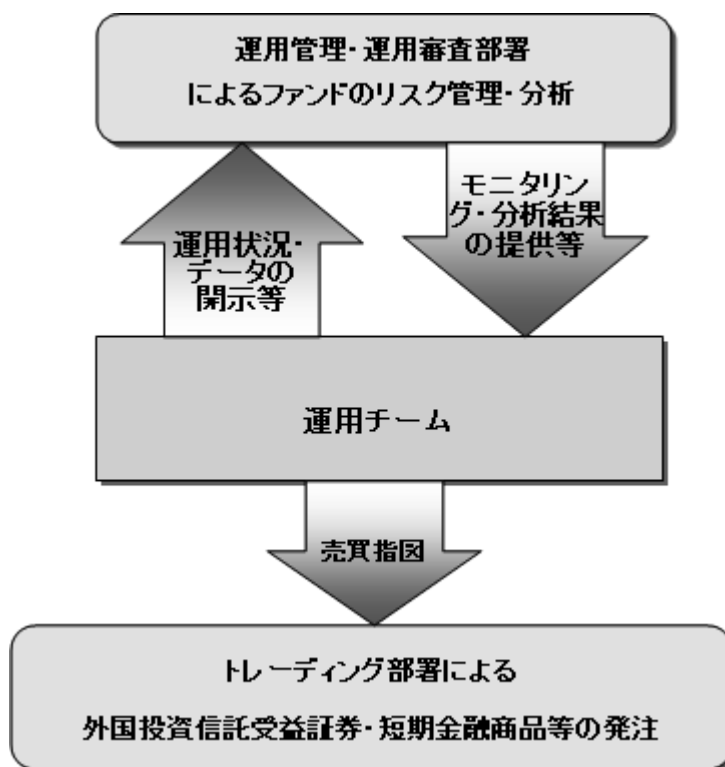 運用管理・運用審査部署
によるファンドのリスク管理・分析
運用状況・
データの
開示等
モニタリン
グ・分析結果
の提供等
運用チーム
売買指図
トレーディング部署による
外国投資信託受益証券・短期金融商品等の発注